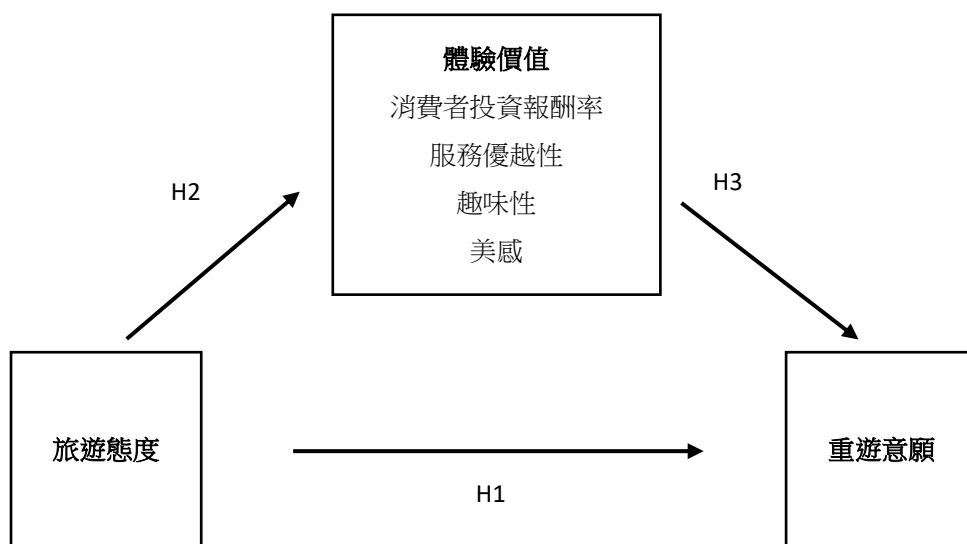 體驗價值
消費者投資報酬率
服務優越性
趣味性
美感
H2
H3
旅遊態度
重遊意願
H1